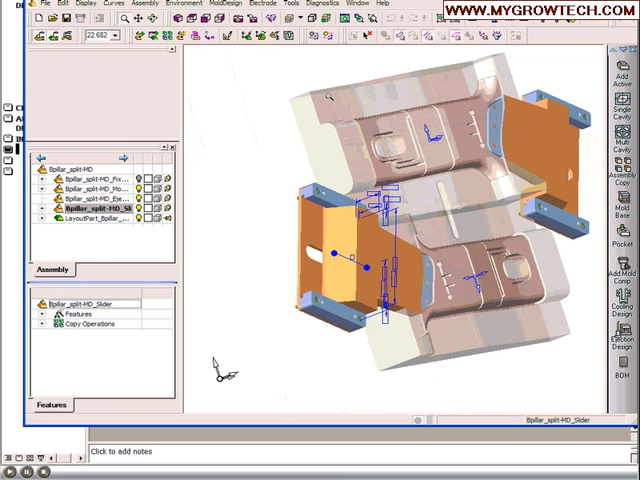 WWW.MYGROWTECH.COM
Edit View Display Curves Assembly Environment MoldDesign Electrode Tools Diagnostics Window Help
22.682
Bpillar_split-MD
Bpillar_split-MD_Fix...
Bpillar_split-MD_Mo...
Bpillar_split-MD_Eje...
Bpillar_split-MD_Sl
LayoutPart_Bpillar_...
Assembly
Bpillar_split-MD_Slider
Features
Copy Operations
Features
Add
Active
Single
Cavity
Multi
Cavity
Assembly
Copy
Mold
Base
Pocket
Add Mold
Comp
Cooling
Design
Ejection
Design
BOM
Bpillar_split-MD_Slider
Click to add notes